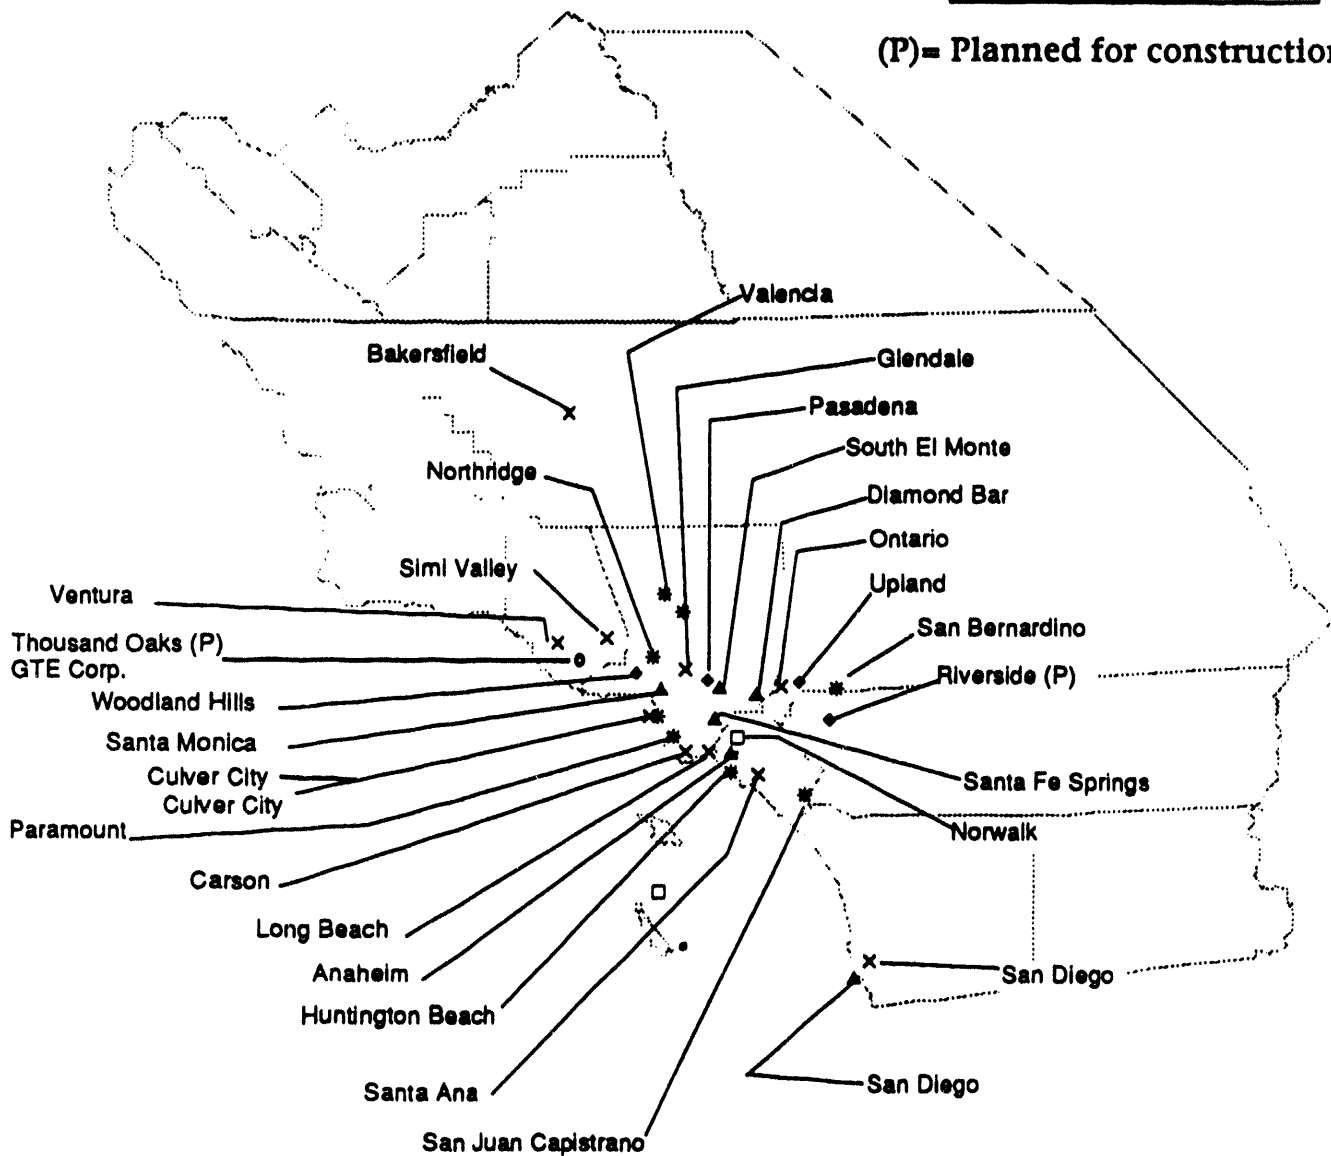 (P)= Planned for construction
Valencia
Bakersfield
Glendale
Pasadena
South El Monte
Northridge
Diamond Bar
Ontario
Simi Valley
Upland
Ventura
San Bernardino
Thousand Oaks (P)
GTE Corp.
Riverside (P)
Woodland Hills
Santa Monica
Culver City
Santa Fe Springs
Culver City
Paramount
Norwalk
Carson
Long Beach
Anaheim
San Diego
Huntington Beach
San Diego
Santa Ana
San Juan Capistrano